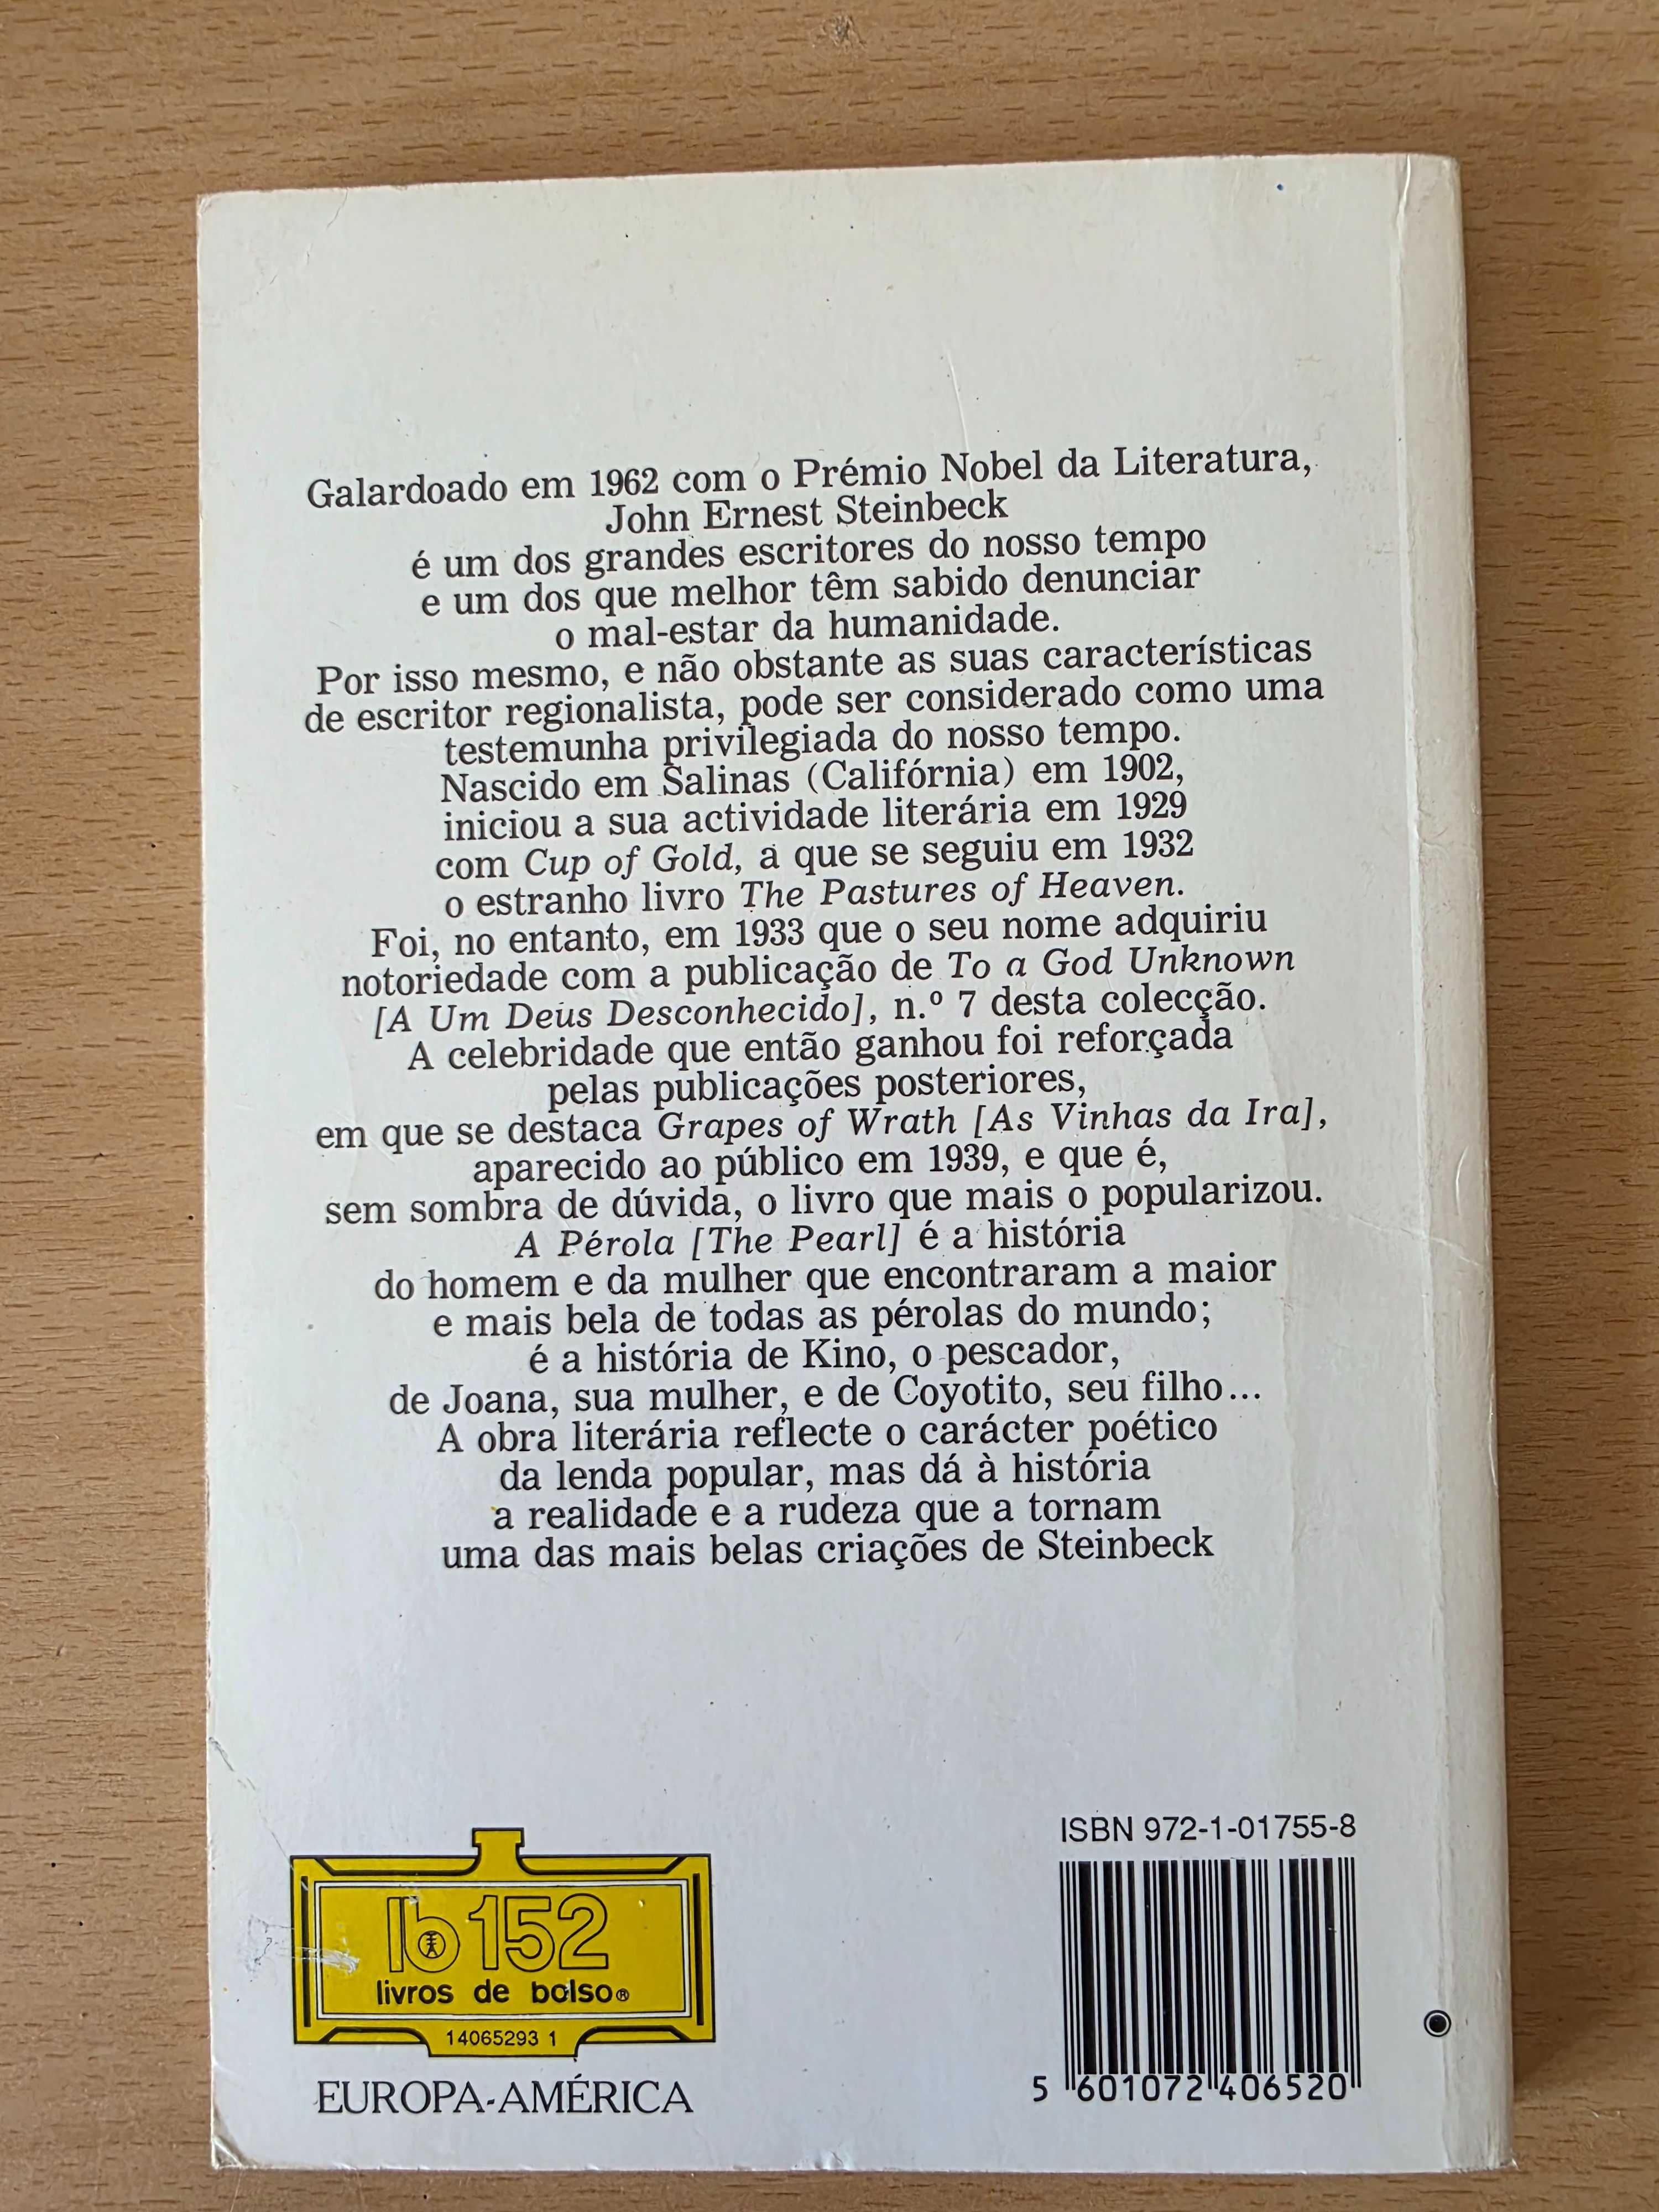 Galardoado em 1962 com o Prémio Nobel da Literatura,
John Ernest Steinbeck
é um dos grandes escritores do nosso tempo
e um dos que melhor têm sabido denunciar
o mal-estar da humanidade.
Por isso mesmo, e não obstante as suas características
de escritor regionalista, pode ser considerado como uma
testemunha privilegiada do nosso tempo.
Nascido em Salinas (Califórnia) em 1902,
iniciou a sua actividade literária em 1929
com Cup of Gold, a que se seguiu em 1932
o estranho livro The Pastures of Heaven.
Foi, no entanto, em 1933 que o seu nome adquiriu
notoriedade com a publicação de To a God Unknown
[A Um Deus Desconhecido], n.º 7 desta colecção.
A celebridade que então ganhou foi reforçada
pelas publicações posteriores,
em que se destaca Grapes of Wrath [As Vinhas da Ira],
aparecido ao público em 1939, e que é,
sem sombra de dúvida, o livro que mais o popularizou.
A Pérola [The Pearl] é a história
do homem e da mulher que encontraram a maior
e mais bela de todas as pérolas do mundo;
é a história de Kino, o pescador,
de Joana, sua mulher, e de Coyotito, seu filho...
A obra literária reflecte o carácter poético
da lenda popular, mas dá à história
a realidade e a rudeza que a tornam
uma das mais belas criações de Steinbeck
lb 152
livros de bolso®
14065293 1
EUROPA-AMÉRICA
ISBN 972-1-01755-8
5 601072 406520